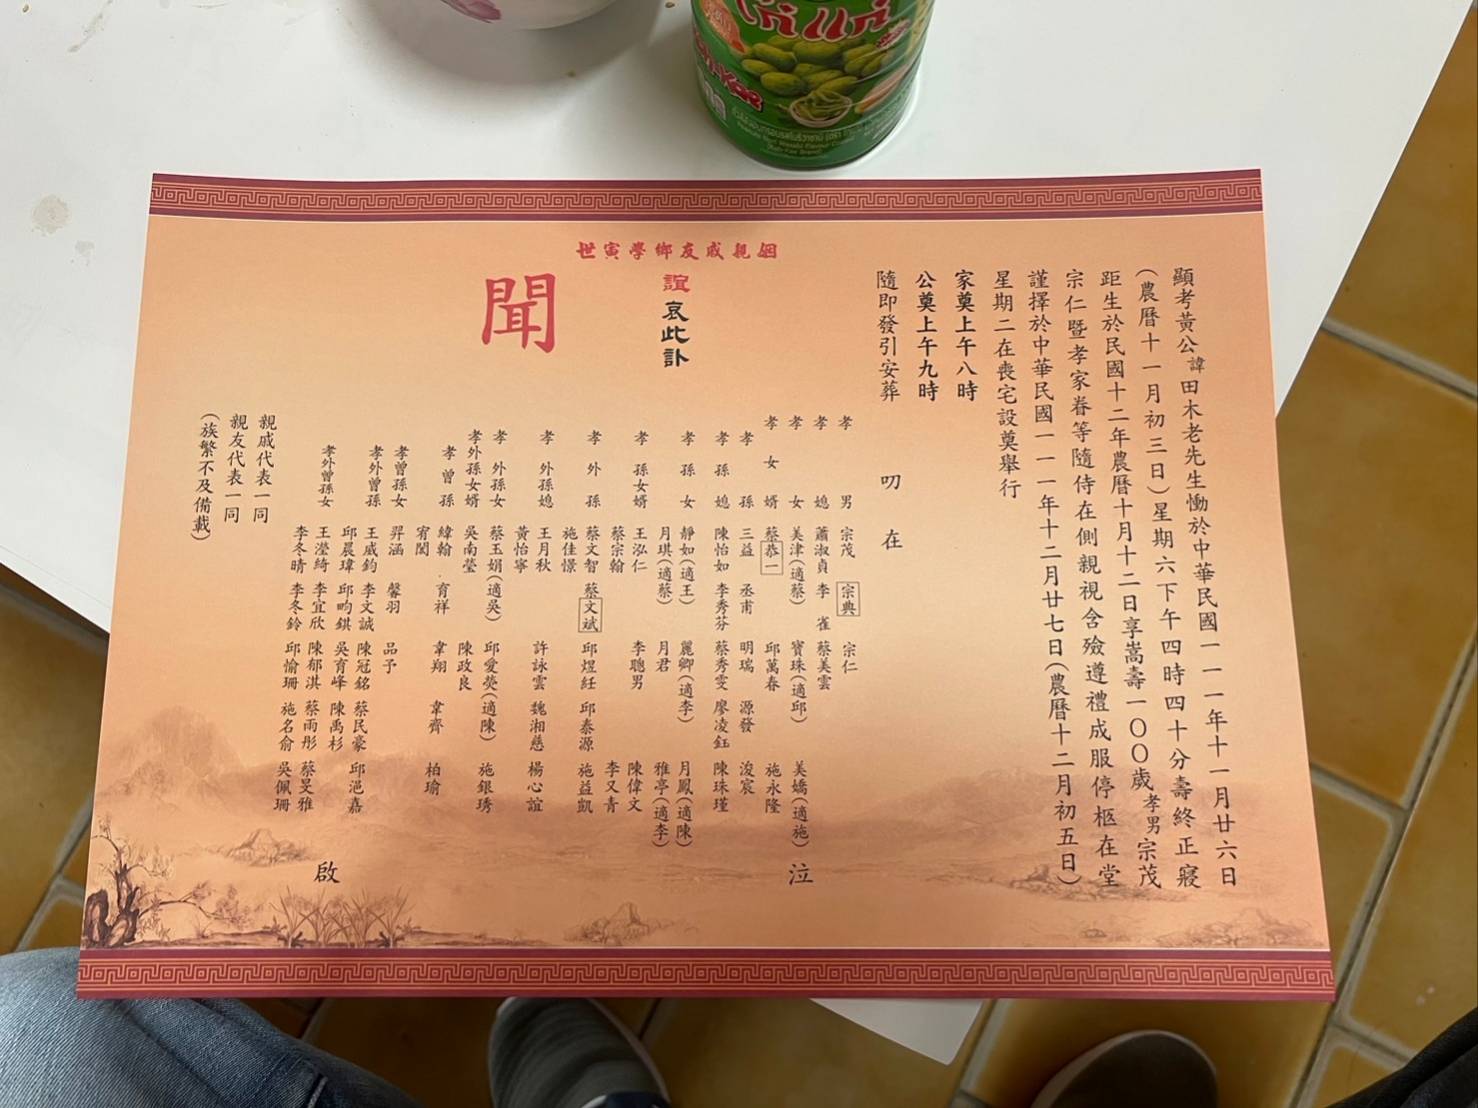 顯考黃公諱田木老先生慟於中華民國一一一年十一月廿六日
(農曆十一月初三日)星期六下午四時四十分壽終正寢
距生於民國十二年農曆十月十二日享嵩壽一〇〇歲孝男宗茂
宗仁暨孝家眷等隨侍在側親視含殮遵禮成服停柩在堂
謹擇於中華民國一一一年十二月廿七日(農曆十二月初五日)
星期二在喪宅設奠舉行
家奠上午八時
公奠上午九時
隨即發引安葬
叨在
姻親戚友鄉學寅世
誼哀此訃
聞
孝男 宗茂 宗典 宗仁
孝媳 蕭淑貞 李雀 蔡美雲
孝女 美津(適蔡) 寶珠(適邱) 美嬌(適施)
孝女婿 蔡恭一 邱萬春 施永隆
孝孫 三益 丞甫 明瑞 源發 浚宸
孝孫媳 陳怡如 李秀芬 蔡秀雯 廖凌鈺 陳珠瑾
孝孫女 靜如(適王) 麗卿(適李) 月鳳(適陳)
月琪(適蔡) 月君 雅亭(適李)
孝孫女婿 王泓仁 李聰男 陳偉文
蔡宗翰 李又青
孝外孫 蔡文智 蔡文斌 邱煜紝 邱泰源 施益凱
施佳憬
孝外孫媳 王月秋 許詠雲 魏湘慈 楊心誼
黃怡寧
孝外孫女 蔡玉娟(適吳) 邱愛熒(適陳) 施銀琇
孝外孫女婿 吳南瑩 陳政良
孝曾孫 緯翰 育祥 韋翔 韋齊 柏瑜
宥閎
孝曾孫女 羿涵 馨羽 品予
孝外曾孫 王威鈞 李文誠 陳冠銘 蔡民豪 邱浥嘉
邱晨瑋 邱昀錤 吳育峰 陳禹杉
孝外曾孫女 王瀅綺 李宜欣 陳郁淇 蔡雨彤 蔡旻雅
李冬晴 李冬鈴 邱愉珊 施名俞 吳佩珊
泣
啟
親戚代表一同
親友代表一同
(族繁不及備載)